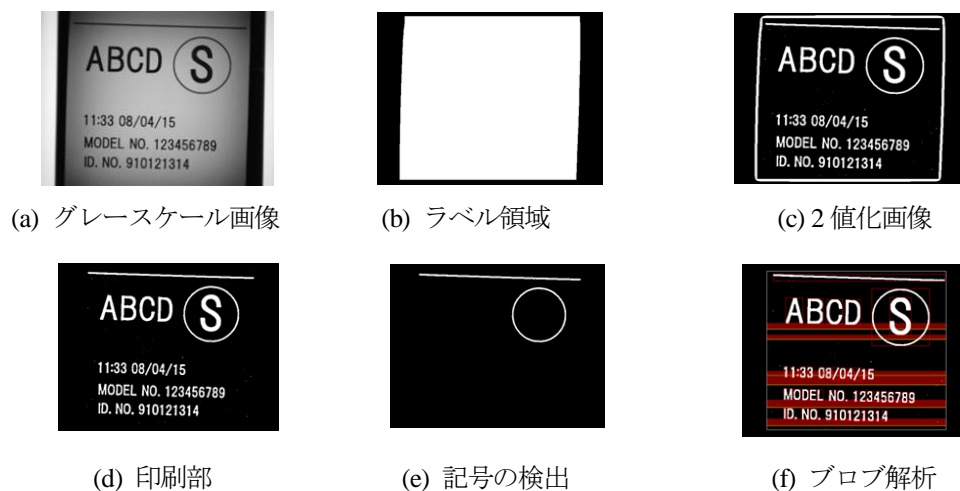 ABCD S
11:33 08/04/15
MODEL NO. 123456789
ID. NO. 910121314
(a) グレースケール画像
(b) ラベル領域
ABCD S
11:33 08/04/15
MODEL NO. 123456789
ID. NO. 910121314
(c) 2 値化画像
ABCD S
11:33 08/04/15
MODEL NO. 123456789
ID. NO. 910121314
(d) 印刷部
(e) 記号の検出
ABCD S
11:33 08/04/15
MODEL NO. 123456789
ID. NO. 910121314
(f) ブロブ解析